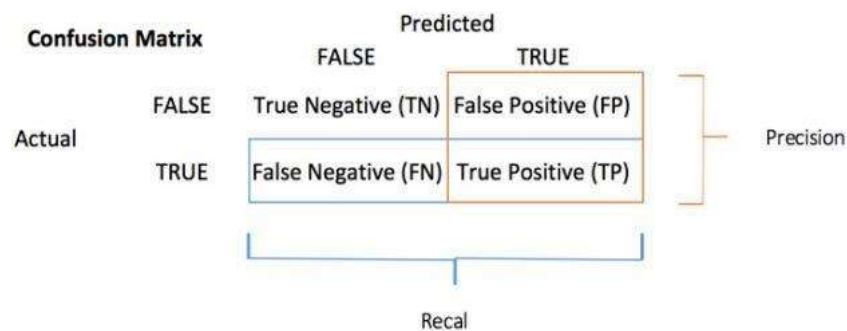 Predicted
Confusion Matrix
FALSE TRUE
FALSE True Negative (TN) False Positive (FP)
Actual Precision
TRUE False Negative (FN) True Positive (TP)
Recal